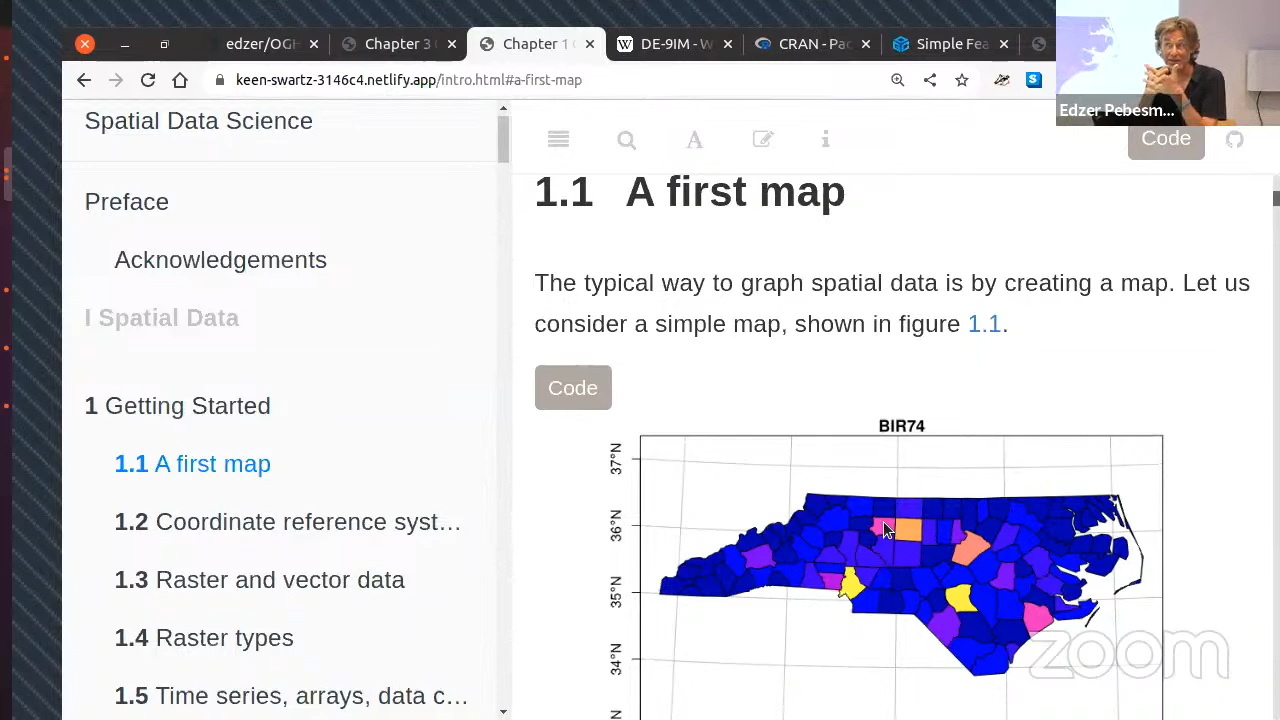 edzer/OGH
Chapter 3
Chapter 1
W DE-9IM - W
CRAN - Pac
Simple Fea
keen-swartz-3146c4.netlify.app/intro.html#a-first-map
S
Edzer Pebesm...
Spatial Data Science
Preface
Acknowledgements
I Spatial Data
1 Getting Started
1.1 A first map
1.2 Coordinate reference syst…
1.3 Raster and vector data
1.4 Raster types
1.5 Time series, arrays, data c…
A
i
Code
1.1 A first map
The typical way to graph spatial data is by creating a map. Let us
consider a simple map, shown in figure 1.1.
Code
BIR74
37°N
36°N
35°N
34°N
zoom